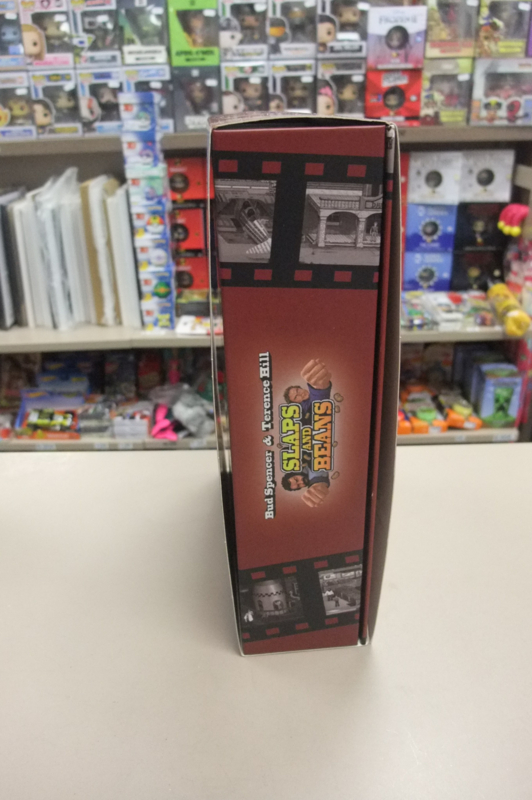 Bud Spencer & Terence Hill
SLAPS
AND
BEANS